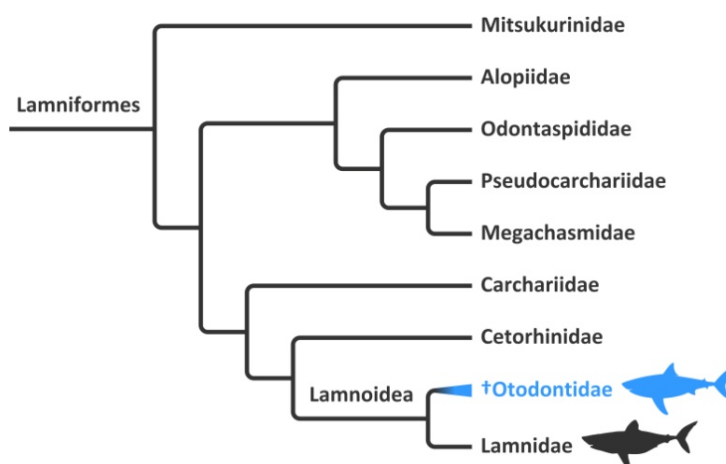 Mitsukurinidae
Alopiidae
Lamniformes
Odontaspididae
Pseudocarchariidae
Megachasmidae
Carchariidae
Cetorhinidae
Lamnoidea
†Otodontidae
Lamnidae